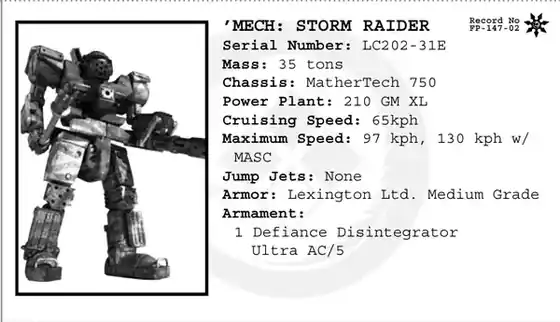 ’MECH: STORM RAIDER
Record No
FP-147-02
Serial Number: LC202-31E
Mass: 35 tons
Chassis: MatherTech 750
Power Plant: 210 GM XL
Cruising Speed: 65kph
Maximum Speed: 97 kph, 130 kph w/
MASC
Jump Jets: None
Armor: Lexington Ltd. Medium Grade
Armament:
1 Defiance Disintegrator
Ultra AC/5